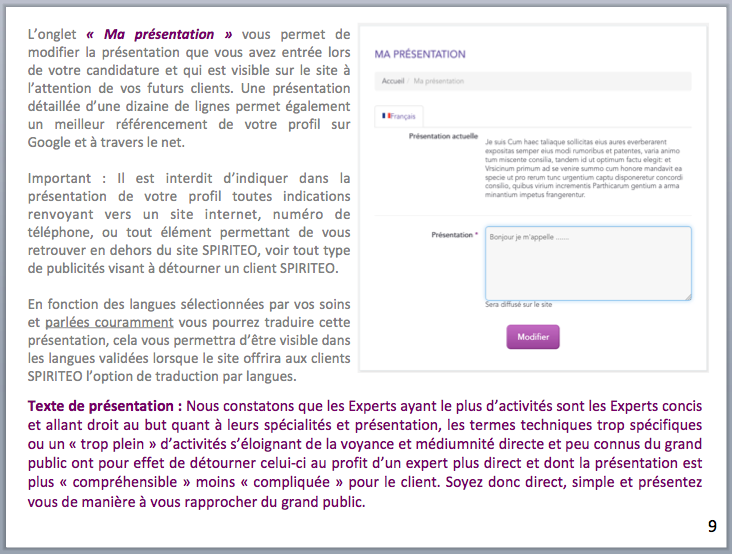 L’onglet « Ma présentation » vous permet de
modifier la présentation que vous avez entrée lors
de votre candidature et qui est visible sur le site à
l’attention de vos futurs clients. Une présentation
détaillée d’une dizaine de lignes permet également
un meilleur référencement de votre profil sur
Google et à travers le net.
Important : Il est interdit d’indiquer dans la
présentation de votre profil toutes indications
renvoyant vers un site internet, numéro de
téléphone, ou tout élément permettant de vous
retrouver en dehors du site SPIRITEO, voir tout type
de publicités visant à détourner un client SPIRITEO.
En fonction des langues sélectionnées par vos soins
et parlées couramment vous pourrez traduire cette
présentation, cela vous permettra d’être visible dans
les langues validées lorsque le site offrira aux clients
SPIRITEO l’option de traduction par langues.
MA PRÉSENTATION
Accueil / Ma présentation
Français
Présentation actuelle
Je suis Cum haec taliaque sollicitas eius aures everberarent
expositas semper eius modi rumoribus et patentes, varia animo
tum miscente consilia, tandem id ut optimum factu elegit: et
Vrsicinum primum ad se venire summo cum honore mandavit ea
specie ut pro rerum tunc urgentium captu disponeretur concordi
consilio, quibus virium incrementis Parthicarum gentium a arma
minantium impetus frangerentur.
Présentation *
Bonjour je m'appelle ......
Sera diffusé sur le site
Modifier
Texte de présentation : Nous constatons que les Experts ayant le plus d’activités sont les Experts concis
et allant droit au but quant à leurs spécialités et présentation, les termes techniques trop spécifiques
ou un « trop plein » d’activités s’éloignant de la voyance et médiumnité directe et peu connus du grand
public ont pour effet de détourner celui-ci au profit d’un expert plus direct et dont la présentation est
plus « compréhensible » moins « compliquée » pour le client. Soyez donc direct, simple et présentez
vous de manière à vous rapprocher du grand public.
9